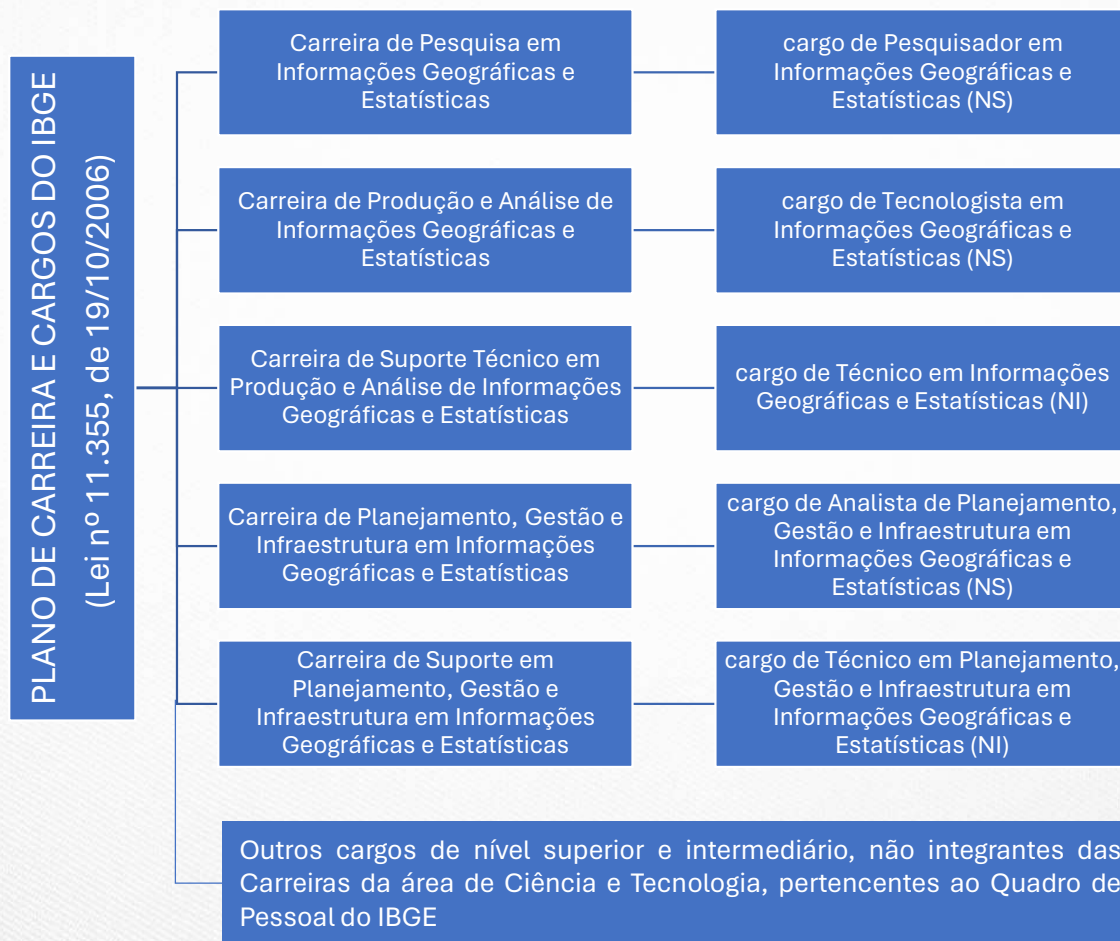 PLANO DE CARREIRA E CARGOS DO IBGE
(Lei nº 11.355, de 19/10/2006)
Carreira de Pesquisa em
Informações Geográficas e
Estatísticas
cargo de Pesquisador em
Informações Geográficas e
Estatísticas (NS)
Carreira de Produção e Análise de
Informações Geográficas e
Estatísticas
cargo de Tecnologista em
Informações Geográficas e
Estatísticas (NS)
Carreira de Suporte Técnico em
Produção e Análise de Informações
Geográficas e Estatísticas
cargo de Técnico em Informações
Geográficas e Estatísticas (NI)
Carreira de Planejamento, Gestão e
Infraestrutura em Informações
Geográficas e Estatísticas
cargo de Analista de Planejamento,
Gestão e Infraestrutura em
Informações Geográficas e
Estatísticas (NS)
Carreira de Suporte em
Planejamento, Gestão e
Infraestrutura em Informações
Geográficas e Estatísticas
cargo de Técnico em Planejamento,
Gestão e Infraestrutura em
Informações Geográficas e
Estatísticas (NI)
Outros cargos de nível superior e intermediário, não integrantes das
Carreiras da área de Ciência e Tecnologia, pertencentes ao Quadro de
Pessoal do IBGE